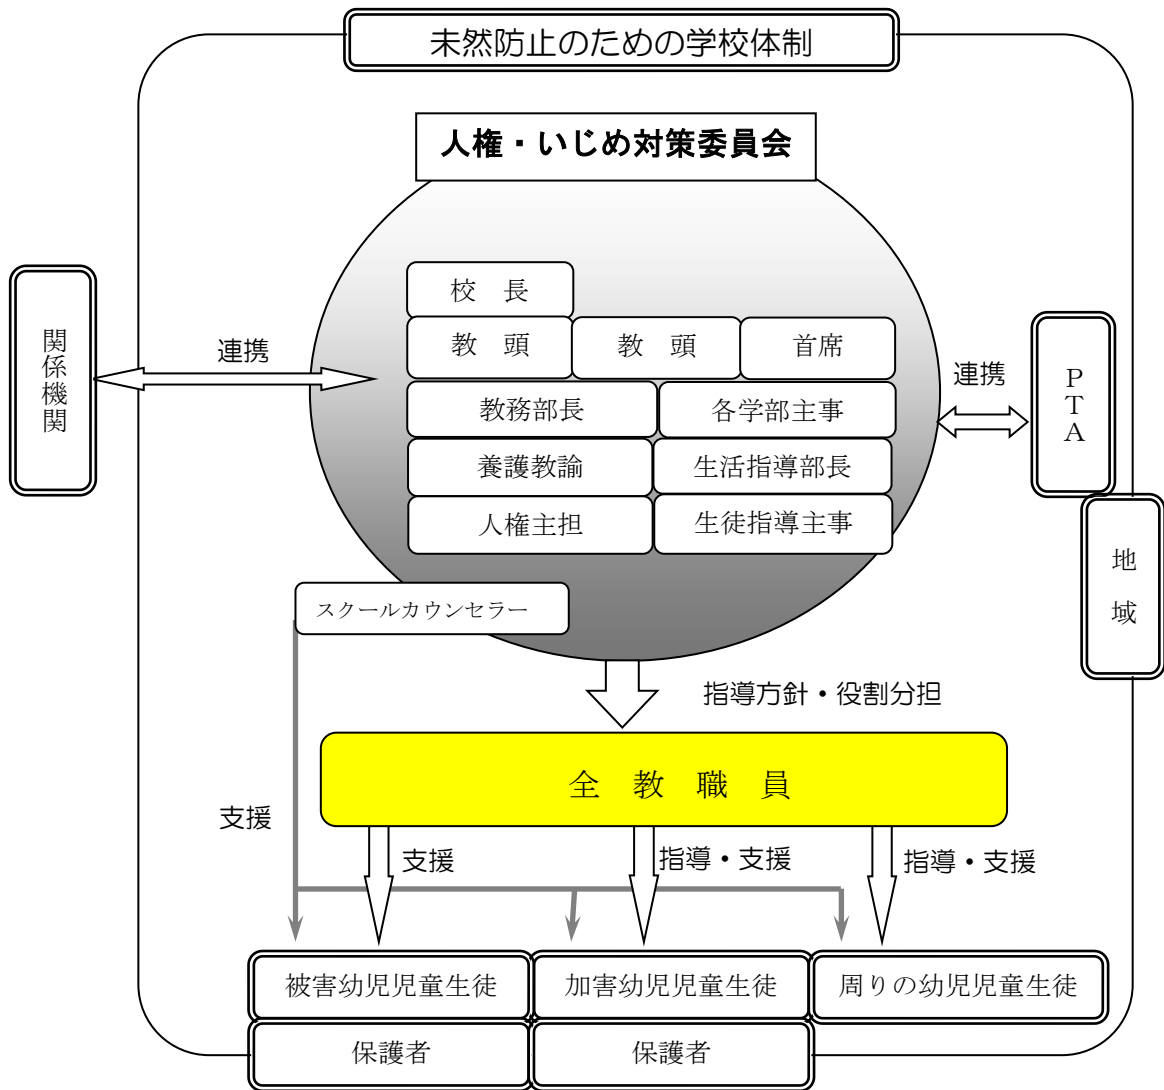 未然防止のための学校体制
人権・いじめ対策委員会
校　長
教　頭
教　頭
首席
教務部長
各学部主事
養護教諭
生活指導部長
人権主担
生徒指導主事
スクールカウンセラー
関係機関
連携
連携
PTA
地域
指導方針・役割分担
全　教　職　員
支援
支援
指導・支援
指導・支援
被害幼児児童生徒
加害幼児児童生徒
周りの幼児児童生徒
保護者
保護者